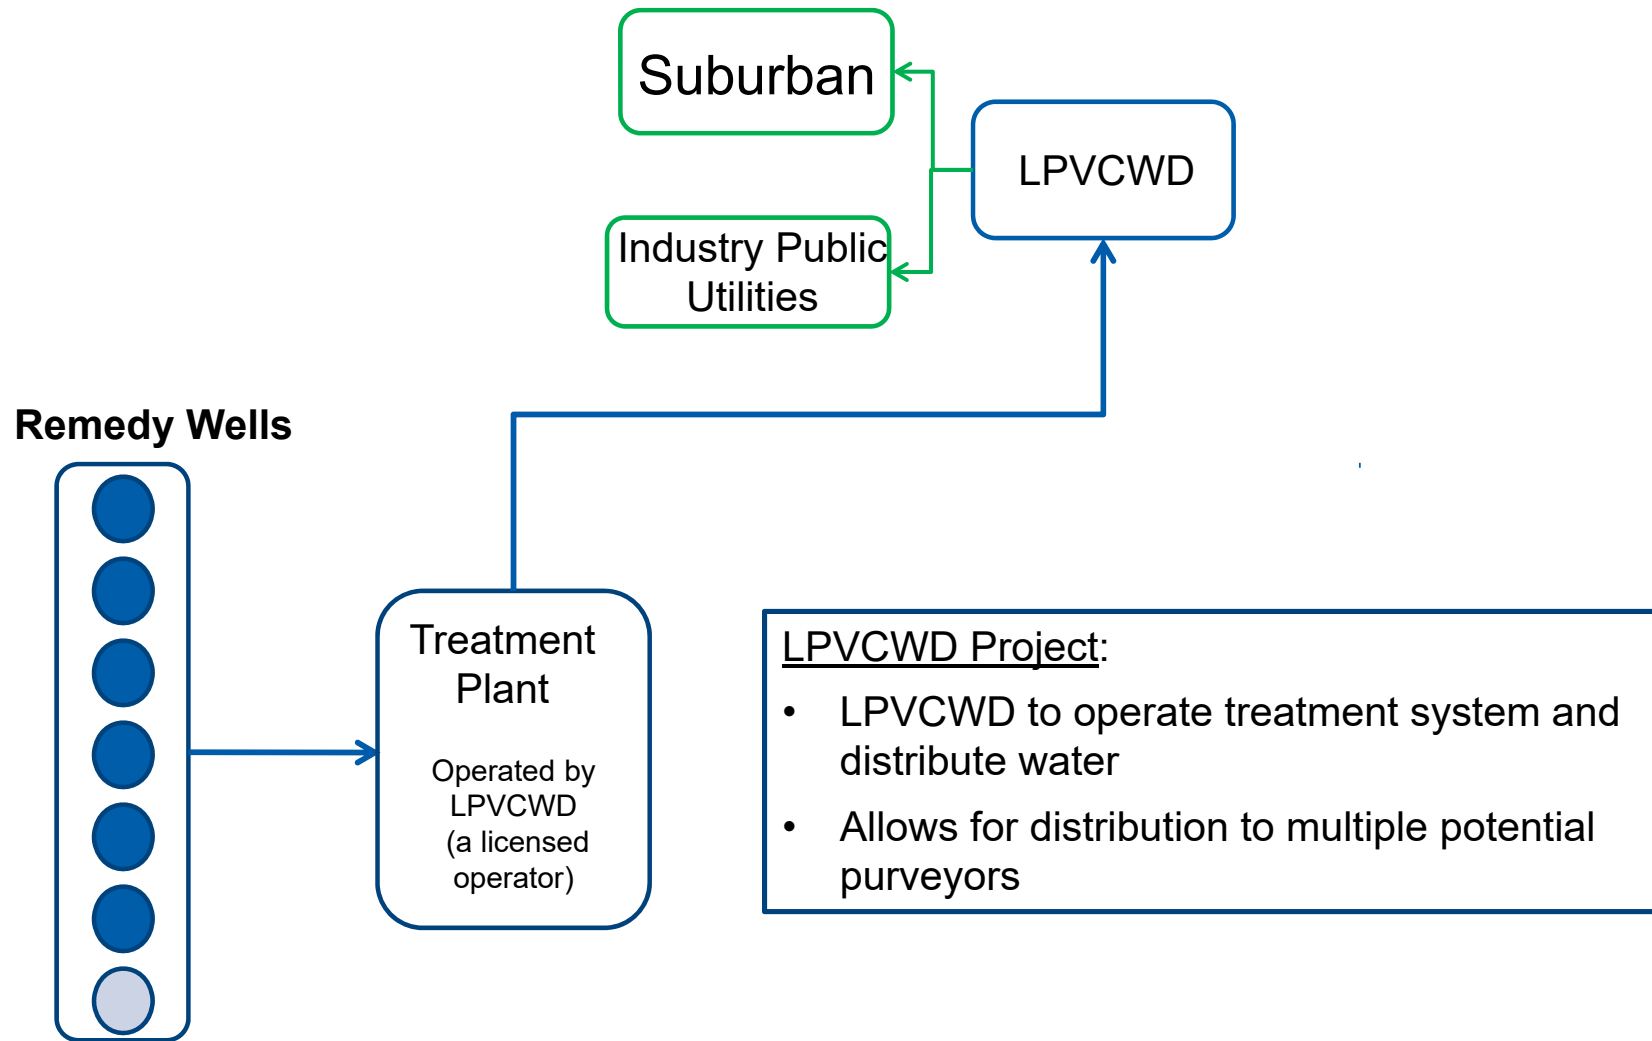 Suburban
LPVCWD
Industry Public
Utilities
Remedy Wells
Treatment
Plant
Operated by
LPVCWD
(a licensed
operator)
LPVCWD Project:
• LPVCWD to operate treatment system and
distribute water
• Allows for distribution to multiple potential
purveyors